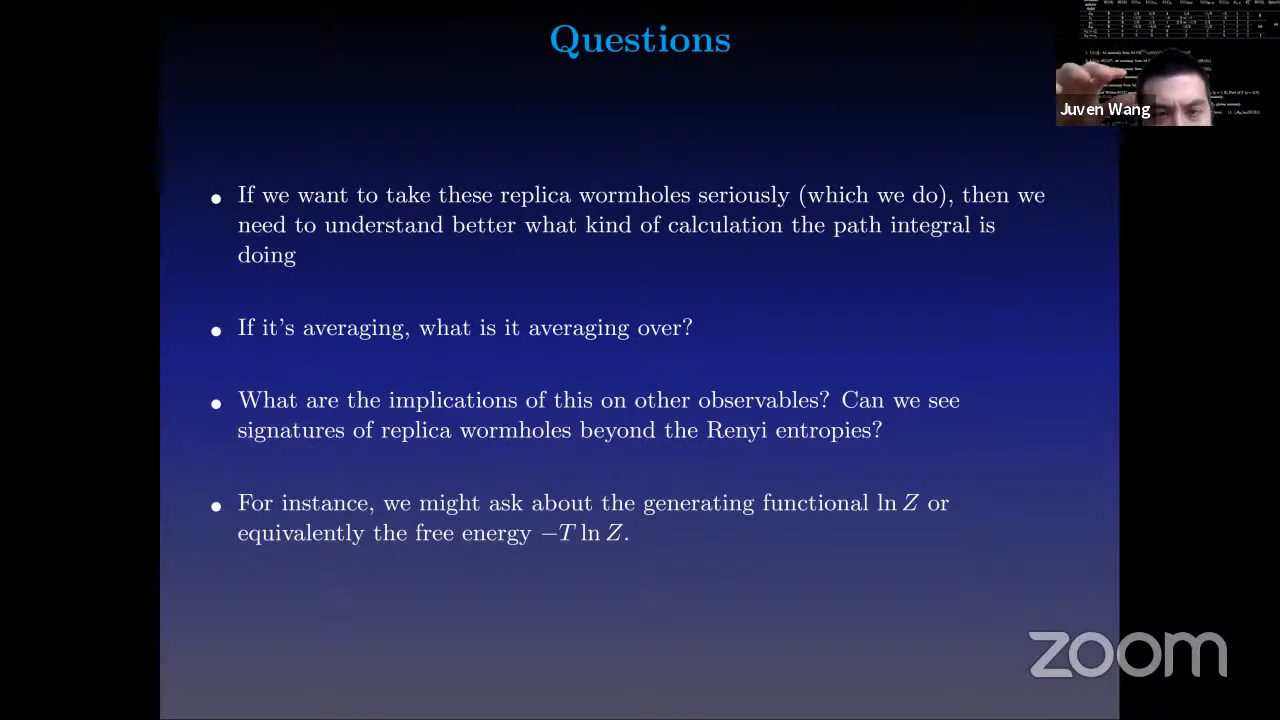 Questions
Juven Wang
If we want to take these replica wormholes seriously (which we do), then we
need to understand better what kind of calculation the path integral is
doing
If it's averaging, what is it averaging over?
What are the implications of this on other observables? Can we see
signatures of replica wormholes beyond the Renyi entropies?
For instance, we might ask about the generating functional ln Z or
equivalently the free energy −T ln Z.
zoom